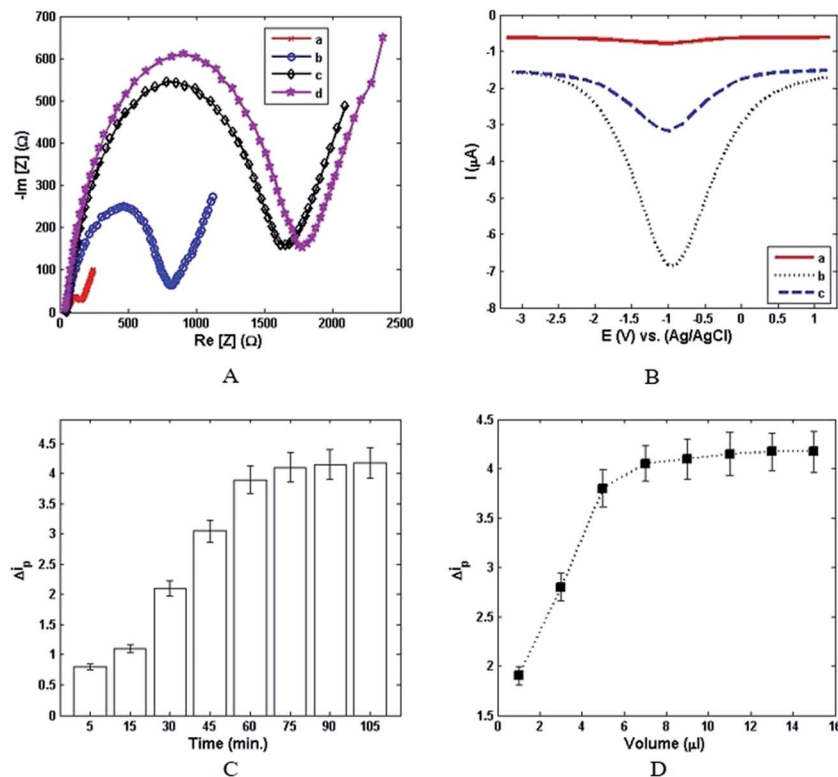 700
600
500
400
300
200
100
0
0 500 1000 1500 2000 2500
-Im [Z] (Ω)
Re [Z] (Ω)
a
b
c
d
A
0
-1
-2
-3
-4
-5
-6
-7
-8
-3 -2.5 -2 -1.5 -1 -0.5 0 0.5 1
I (µA)
E (V) vs. (Ag/AgCl)
a
b
c
B
4.5
4
3.5
3
2.5
2
1.5
1
0.5
0
5 15 30 45 60 75 90 105
Δip
Time (min.)
C
4.5
4
3.5
3
2.5
2
1.5
0 2 4 6 8 10 12 14 16
Δip
Volume (µl)
D